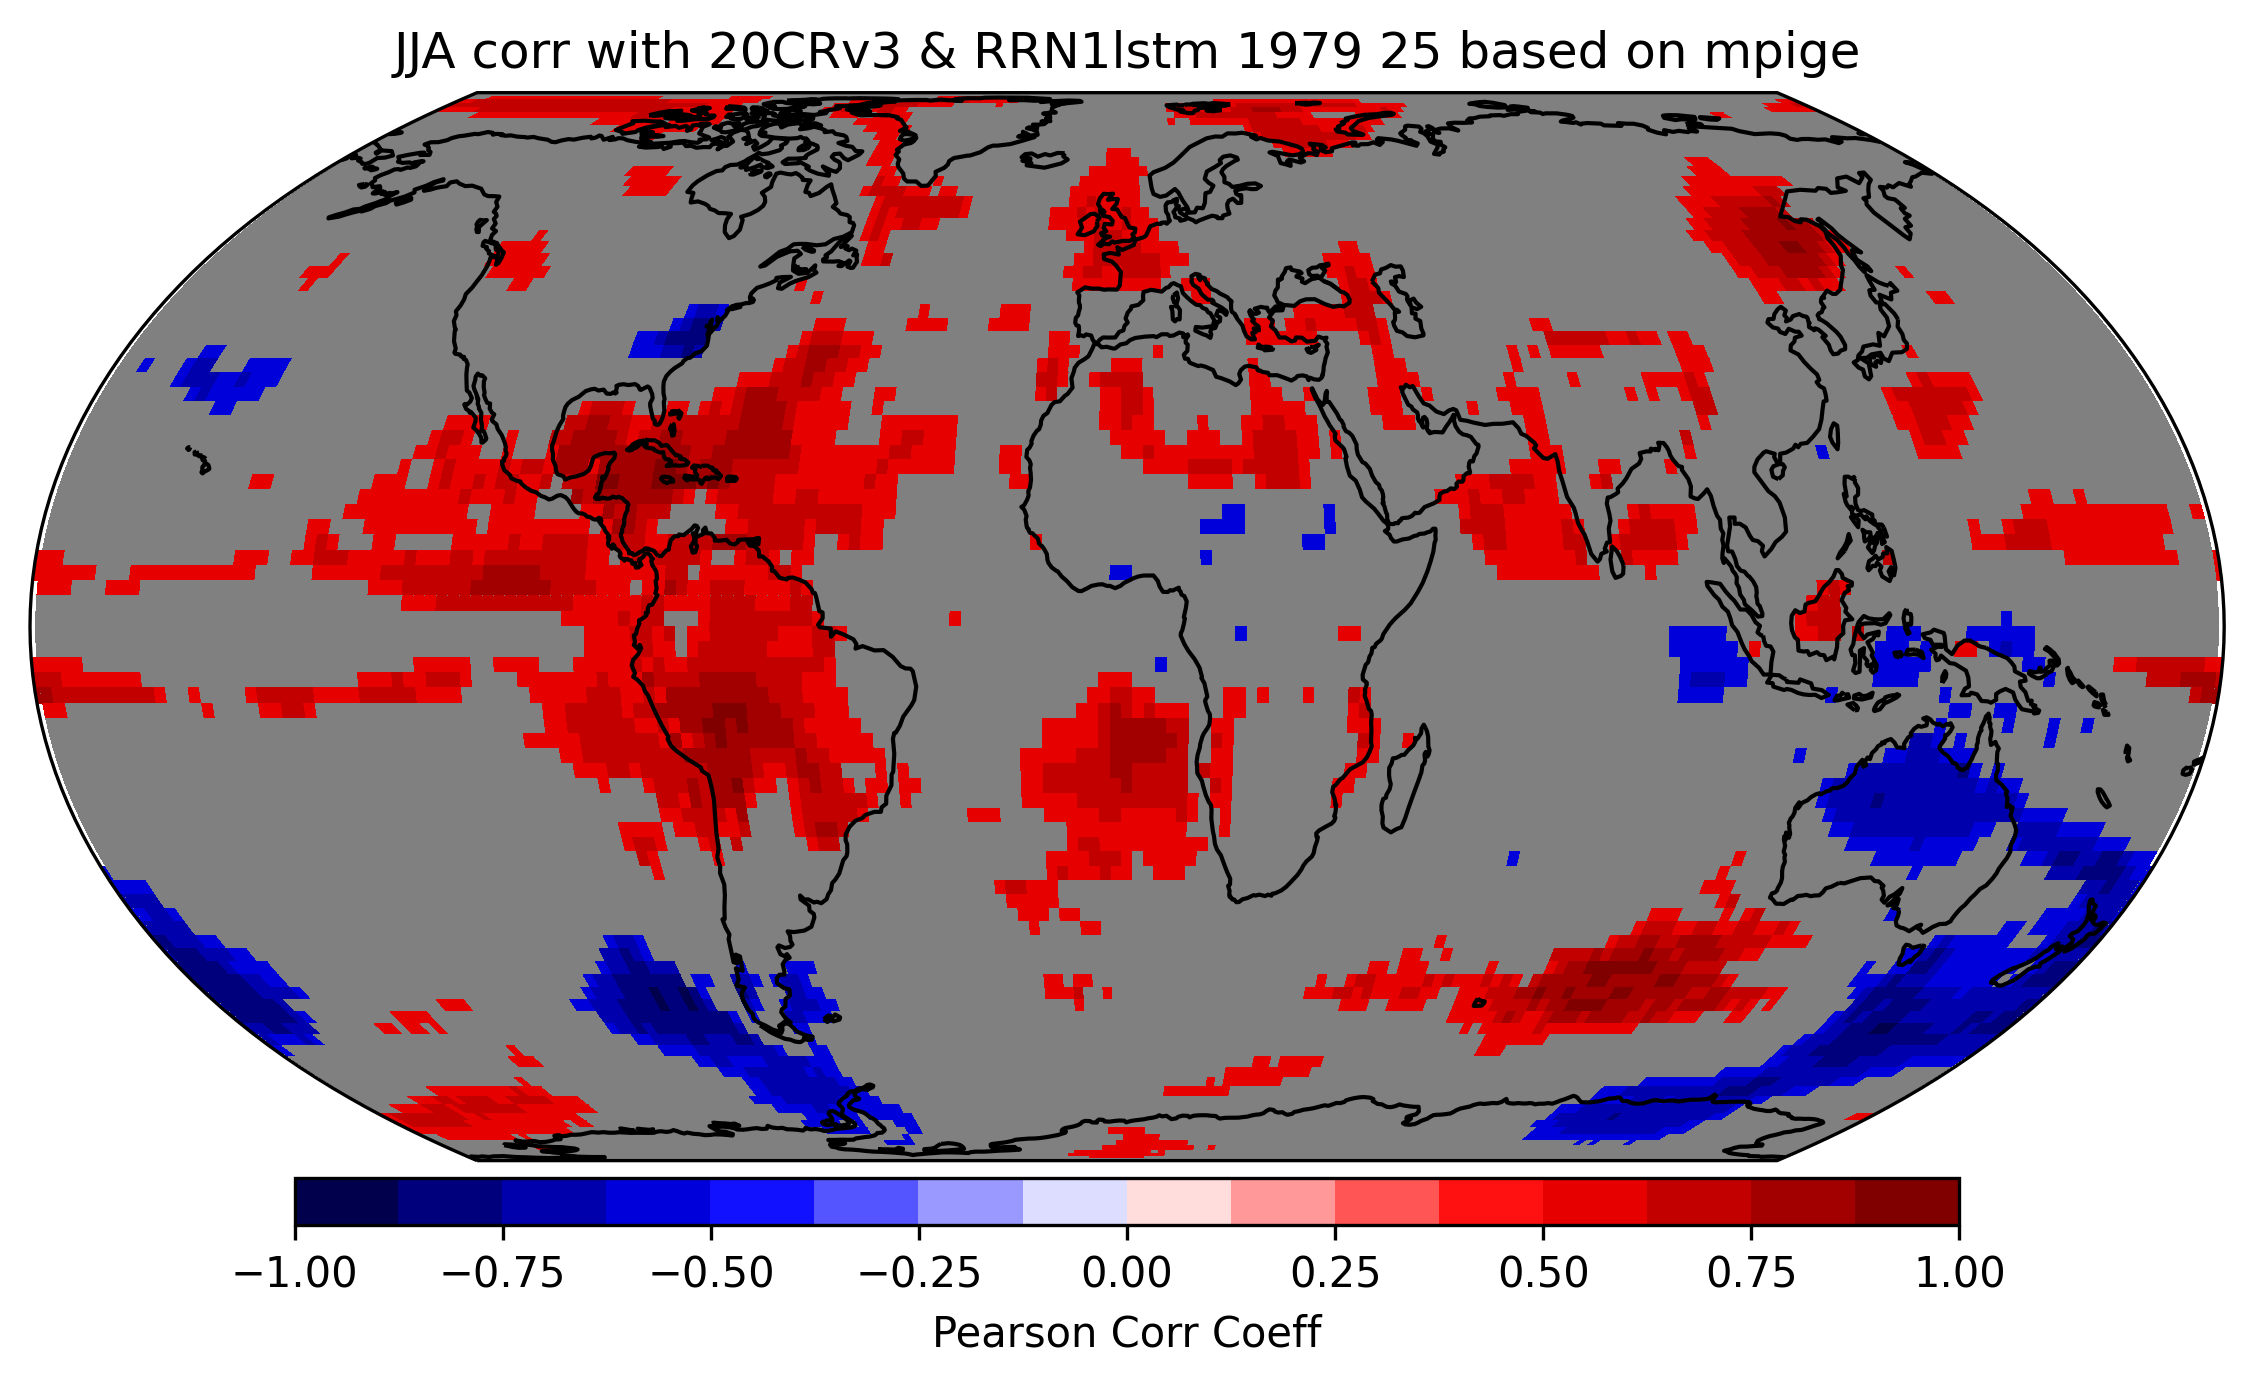 JJA corr with 20CRv3 & RRN1lstm 1979 25 based on mpige
−1.00 −0.75 −0.50 −0.25 0.00 0.25 0.50 0.75 1.00
Pearson Corr Coeff